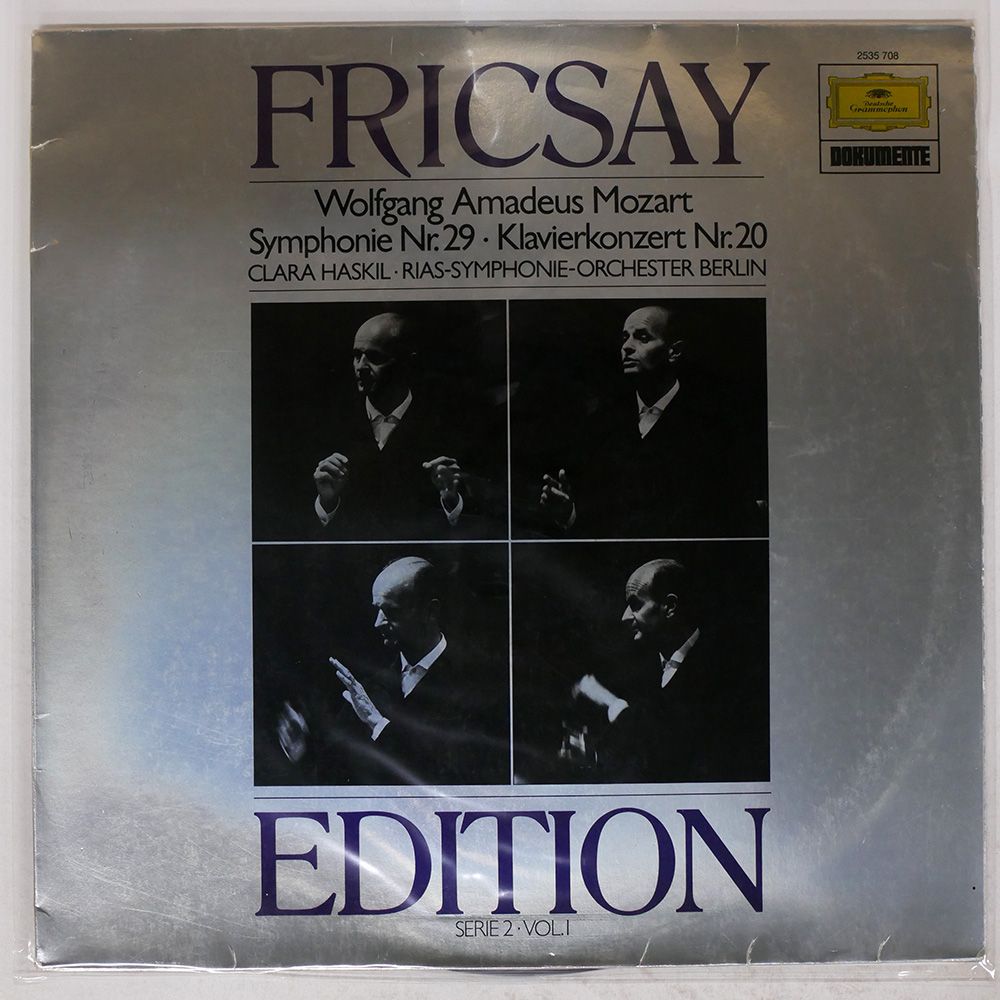 2535 708
FRICSAY
Deutsche
Grammophon
DOKUMENTE
Wolfgang Amadeus Mozart
Symphonie Nr. 29 · Klavierkonzert Nr. 20
CLARA HASKIL · RIAS-SYMPHONIE-ORCHESTER BERLIN
EDITION
SERIE 2 · VOL. I